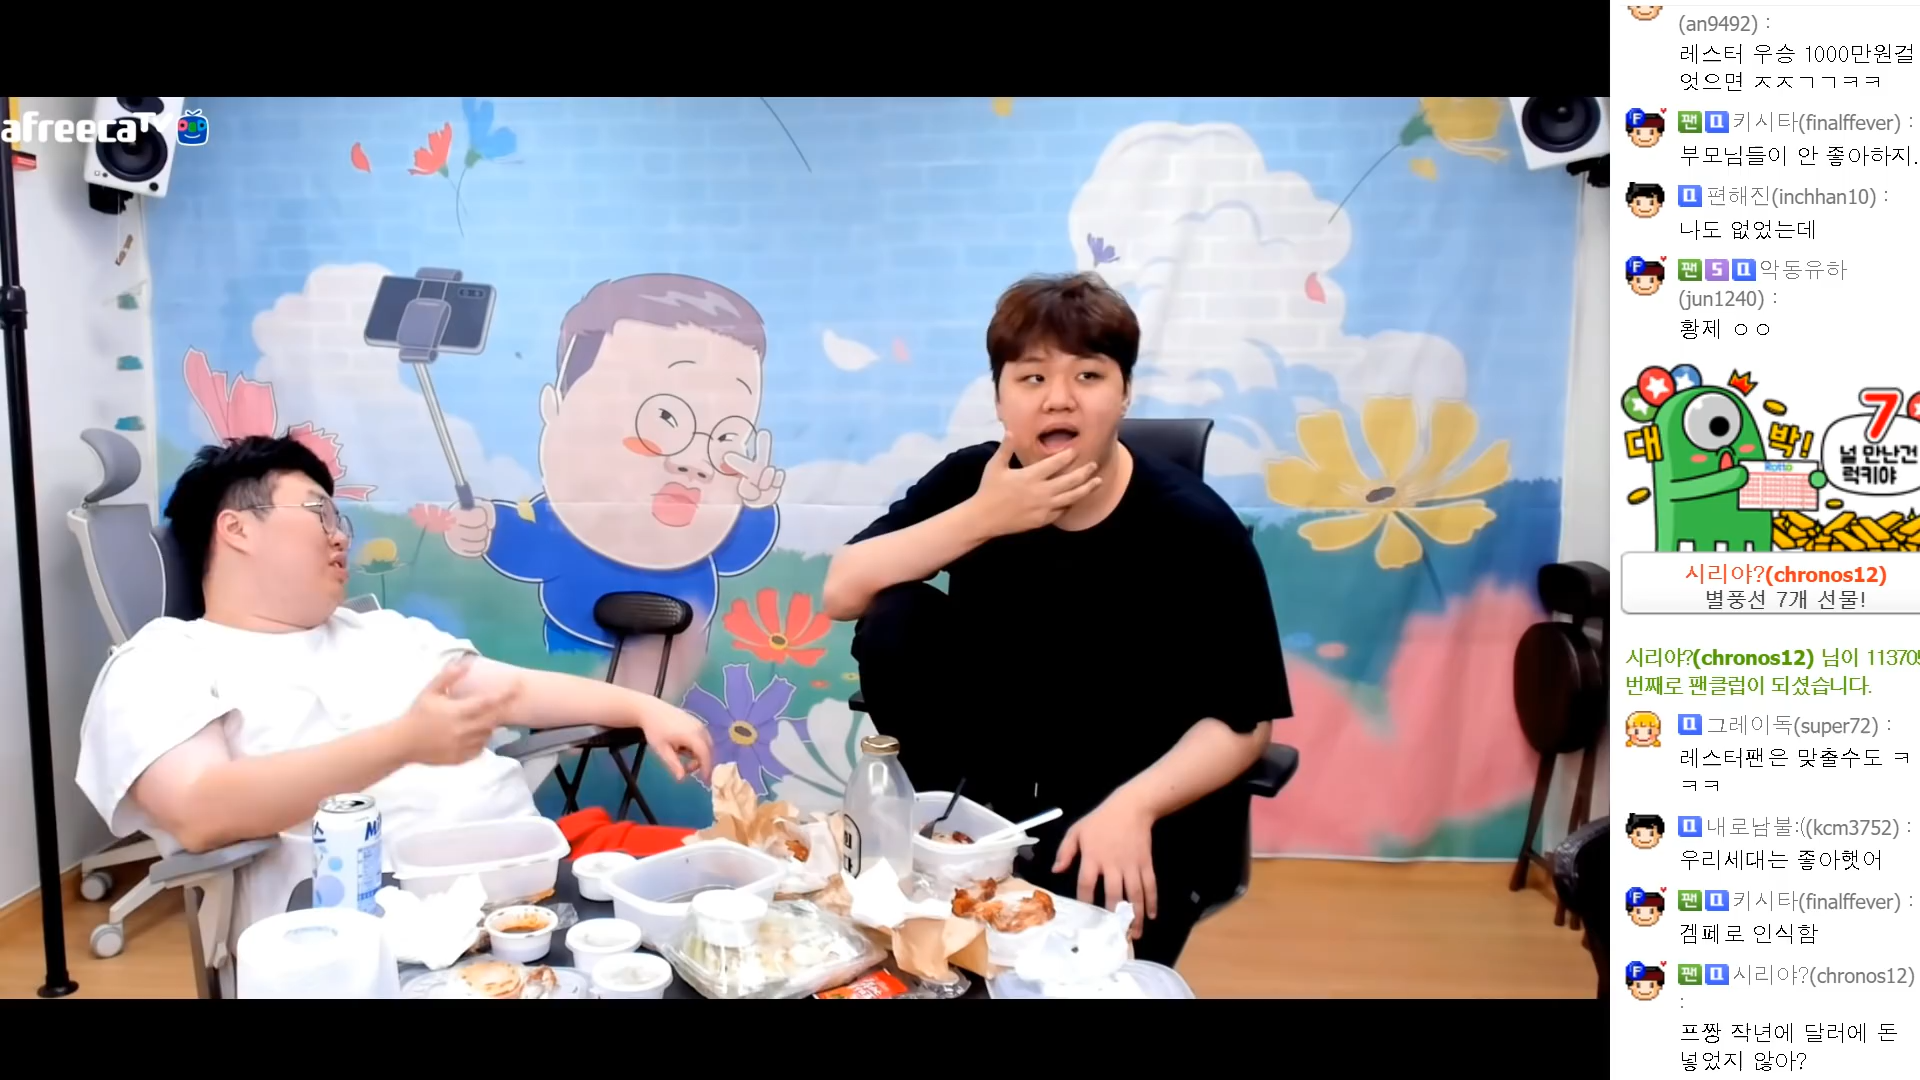 afreecaTV
(an9492) :
레스터 우승 1000만원걸
엇으면 ㅈㅈㄱㄱㅋㅋ
F 팬 Q 키시타(finalffever) :
부모님들이 안 좋아하지.
Q 편해진(inchhan10) :
나도 없었는데
F 팬 S Q 악동유하
(jun1240) :
황제 ㅇㅇ
대 박! 7
널 만난건
럭키야
Rotto
시리야?(chronos12)
별풍선 7개 선물!
시리야?(chronos12) 님이 113705
번째로 팬클럽이 되셨습니다.
Q 그레이독(super72) :
레스터팬은 맞출수도 ㅋ
ㅋㅋ
Q 내로남불:((kcm3752) :
우리세대는 좋아햇어
F 팬 Q 키시타(finalffever) :
겜페로 인식함
F 팬 Q 시리야?(chronos12)
:
프짱 작년에 달러에 돈
넣었지 않아?